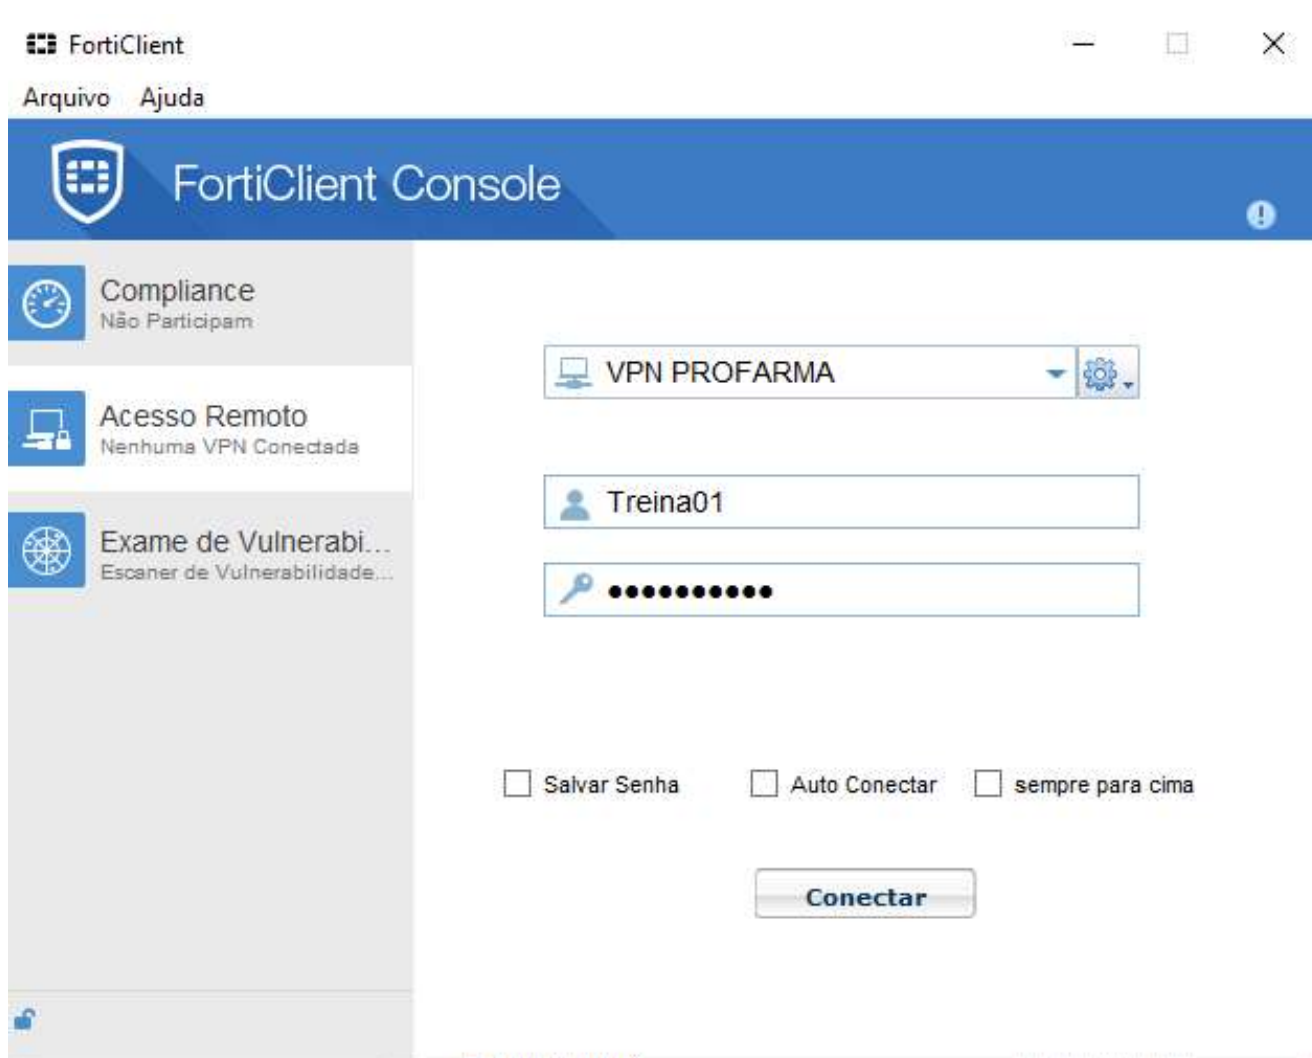 FortiClient
Arquivo Ajuda
FortiClient Console
Compliance
Não Participam
Acesso Remoto
Nenhuma VPN Conectada
Exame de Vulnerabi...
Escaner de Vulnerabilidade...
VPN PROFARMA
Treina01
••••••••••
Salvar Senha Auto Conectar sempre para cima
Conectar